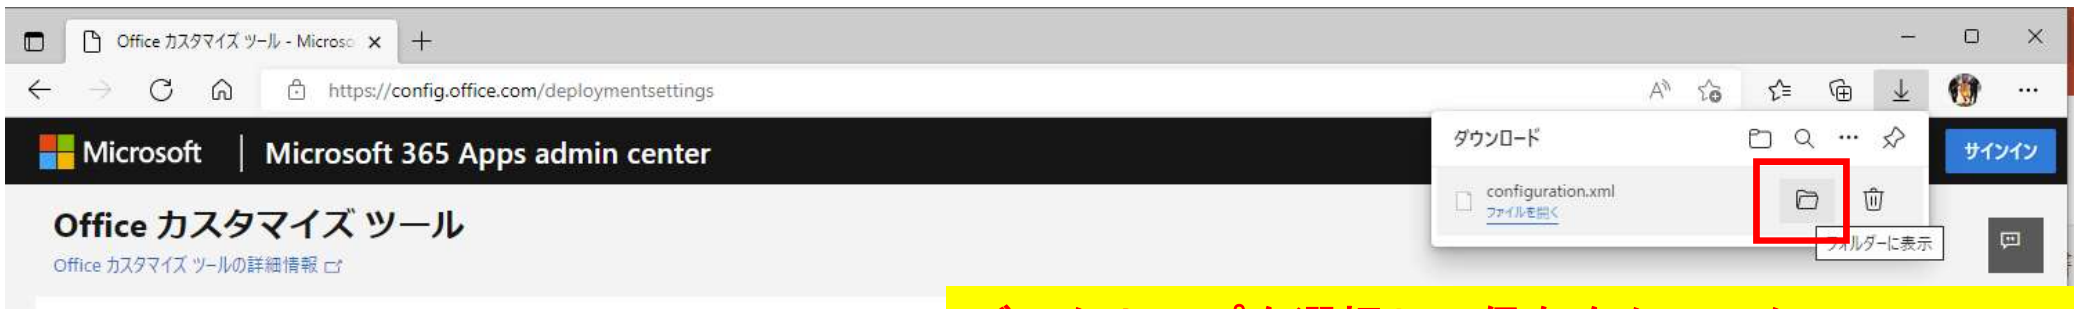 Office カスタマイズ ツール - Microso
https://config.office.com/deploymentsettings
Microsoft | Microsoft 365 Apps admin center
サインイン
ダウンロード
configuration.xml
ファイルを開く
フォルダーに表示
Office カスタマイズ ツール
Office カスタマイズ ツールの詳細情報